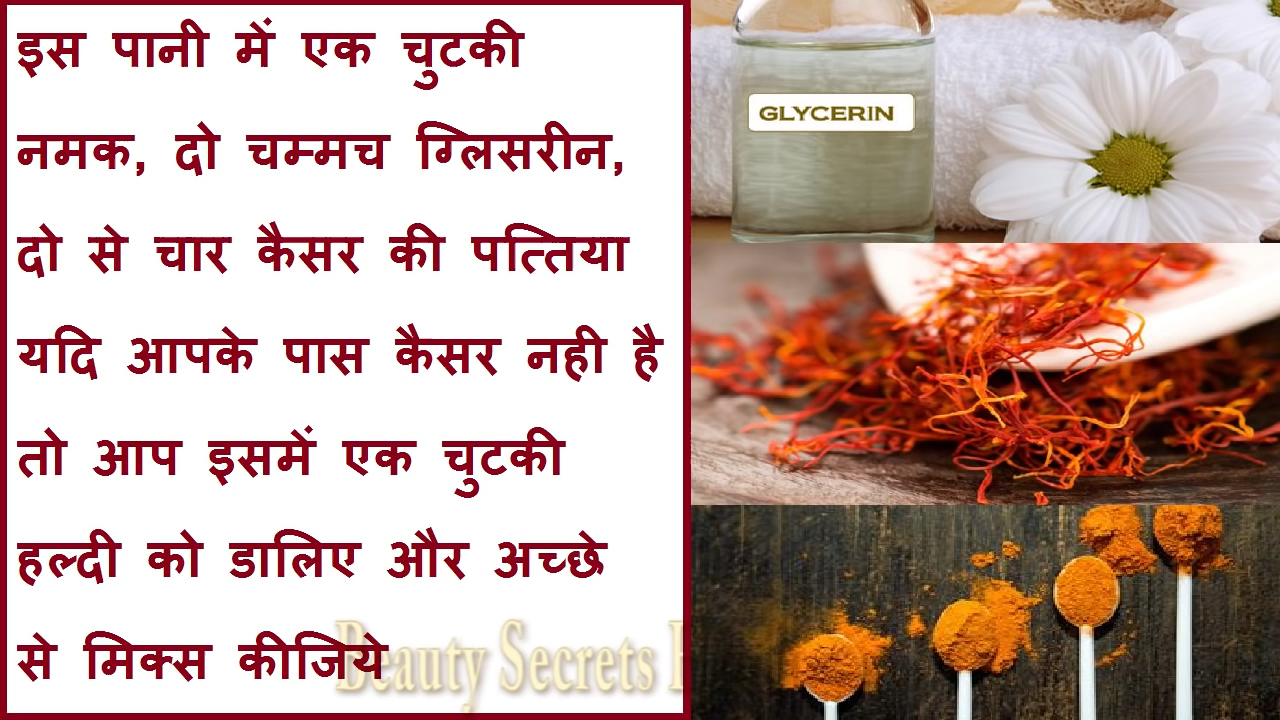 इस पानी में एक चुटकी
नमक, दो चम्मच ग्लिसरीन,
दो से चार कैसर की पत्तिया
यदि आपके पास कैसर नही है
तो आप इसमें एक चुटकी
हल्दी को डालिए और अच्छे
से मिक्स कीजिये
Beauty Secrets
GLYCERIN